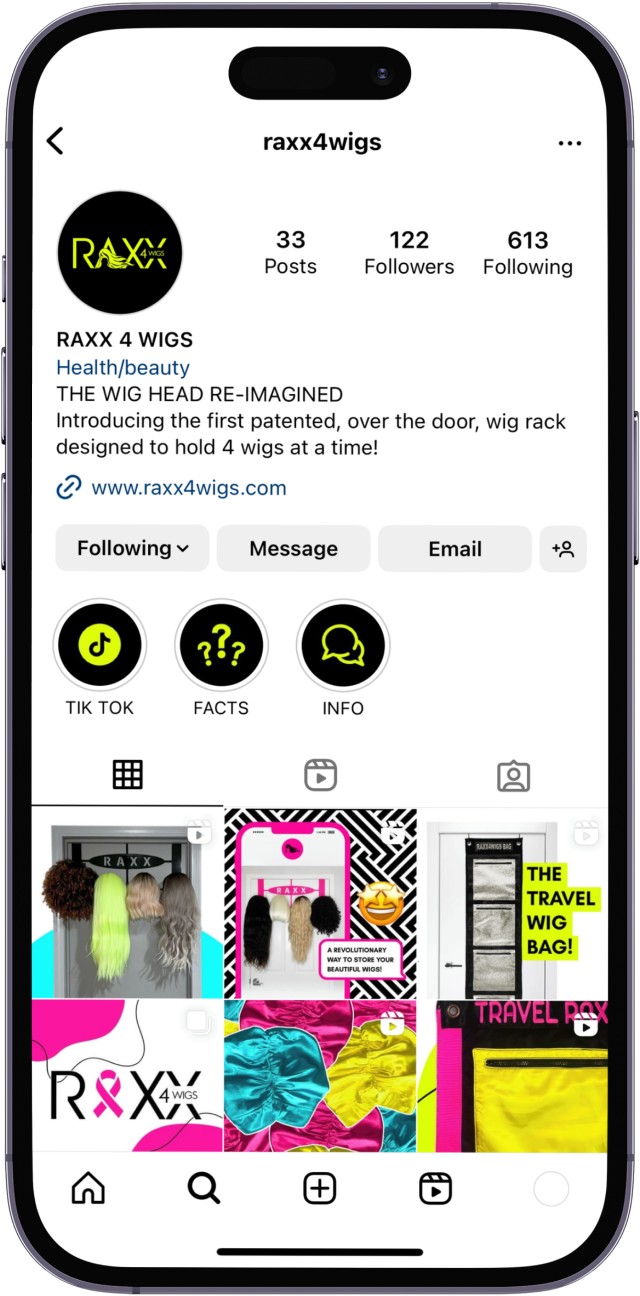 raxx4wigs
RAXX 4 WIGS
33
Posts
122
Followers
613
Following
RAXX 4 WIGS
Health/beauty
THE WIG HEAD RE-IMAGINED
Introducing the first patented, over the door, wig rack
designed to hold 4 wigs at a time!
www.raxx4wigs.com
Following
Message
Email
TIK TOK
???
FACTS
INFO
RAXX
RAXX
A REVOLUTIONARY
WAY TO STORE YOUR
BEAUTIFUL WIGS!
RAXX4WIGS BAG
THE
TRAVEL
WIG
BAG!
RAXX 4 WIGS
TRAVEL RAXX